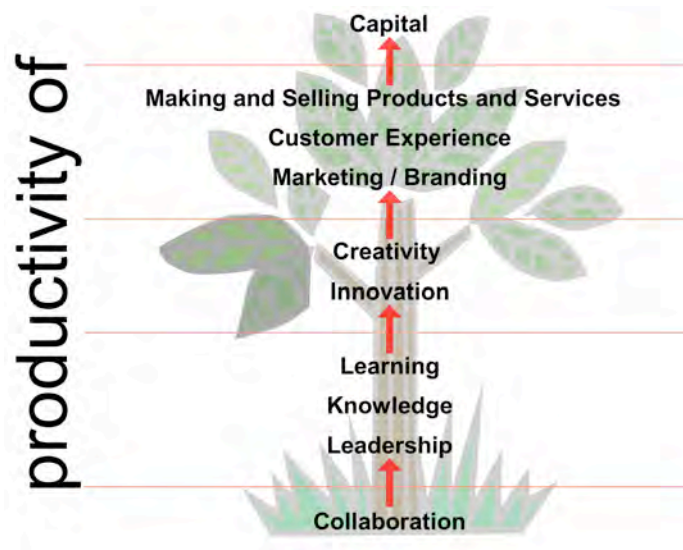 productivity of
Capital
Making and Selling Products and Services
Customer Experience
Marketing / Branding
Creativity
Innovation
Learning
Knowledge
Leadership
Collaboration